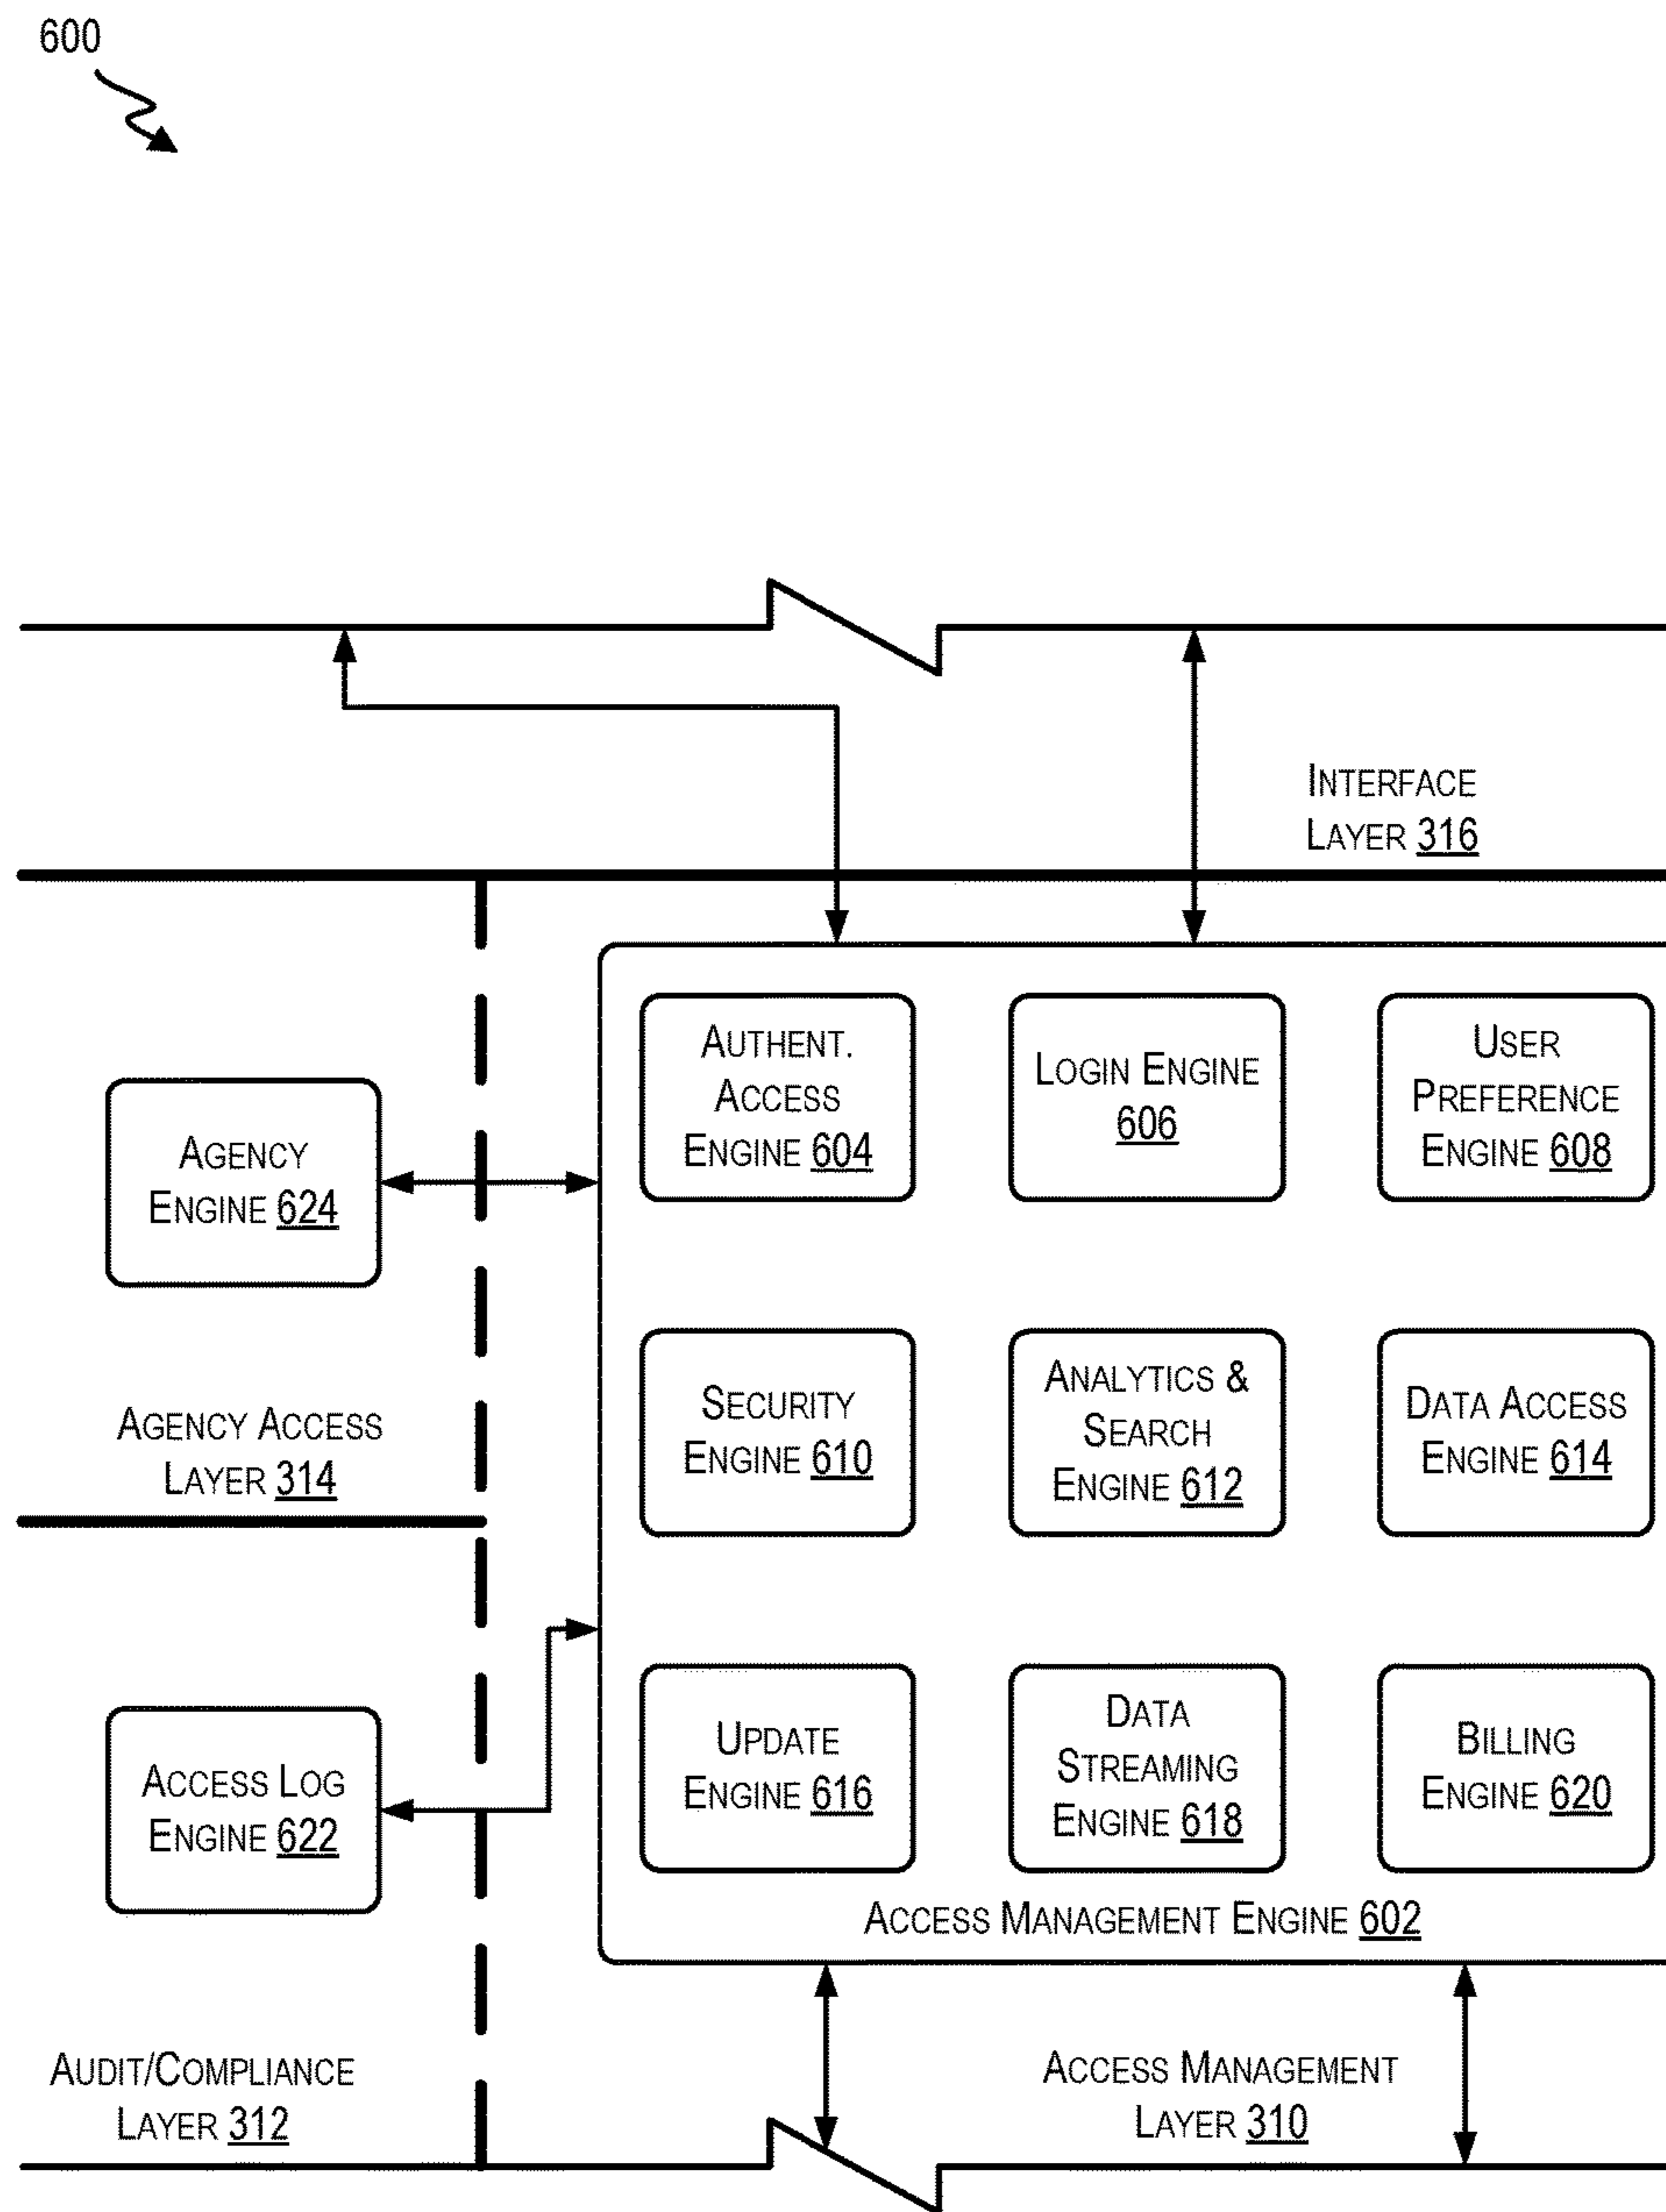 600
INTERFACE
LAYER 316
AUTHENT.
ACCESS
ENGINE 604
LOGIN ENGINE
606
USER
PREFERENCE
ENGINE 608
AGENCY
ENGINE 624
SECURITY
ENGINE 610
ANALYTICS &
SEARCH
ENGINE 612
DATA ACCESS
ENGINE 614
AGENCY ACCESS
LAYER 314
UPDATE
ENGINE 616
DATA
STREAMING
ENGINE 618
BILLING
ENGINE 620
ACCESS LOG
ENGINE 622
ACCESS MANAGEMENT ENGINE 602
AUDIT/COMPLIANCE
LAYER 312
ACCESS MANAGEMENT
LAYER 310